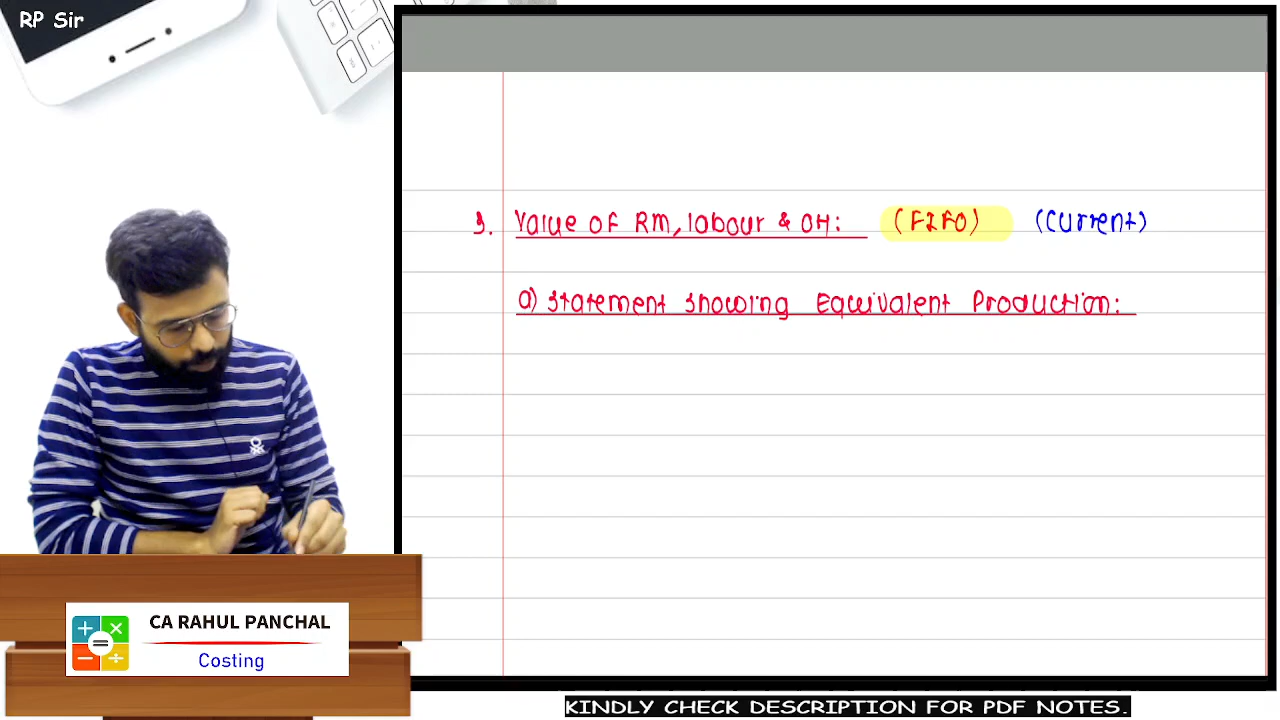 RP Sir
3. Value of RM, labour & OH: (FIFO) (Current)
a) Statement Showing Equivalent Production:
CA RAHUL PANCHAL
Costing
KINDLY CHECK DESCRIPTION FOR PDF NOTES.